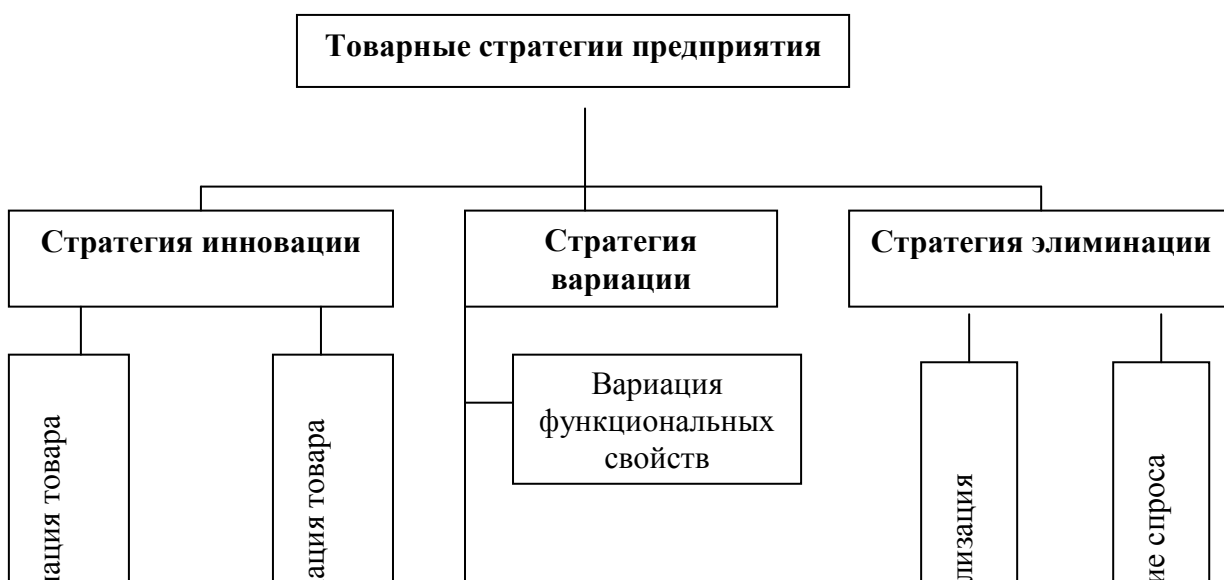 Товарные стратегии предприятия
Стратегия инновации
Стратегия
вариации
Стратегия элиминации
Вариация
функциональных
свойств
товара
товара
спроса